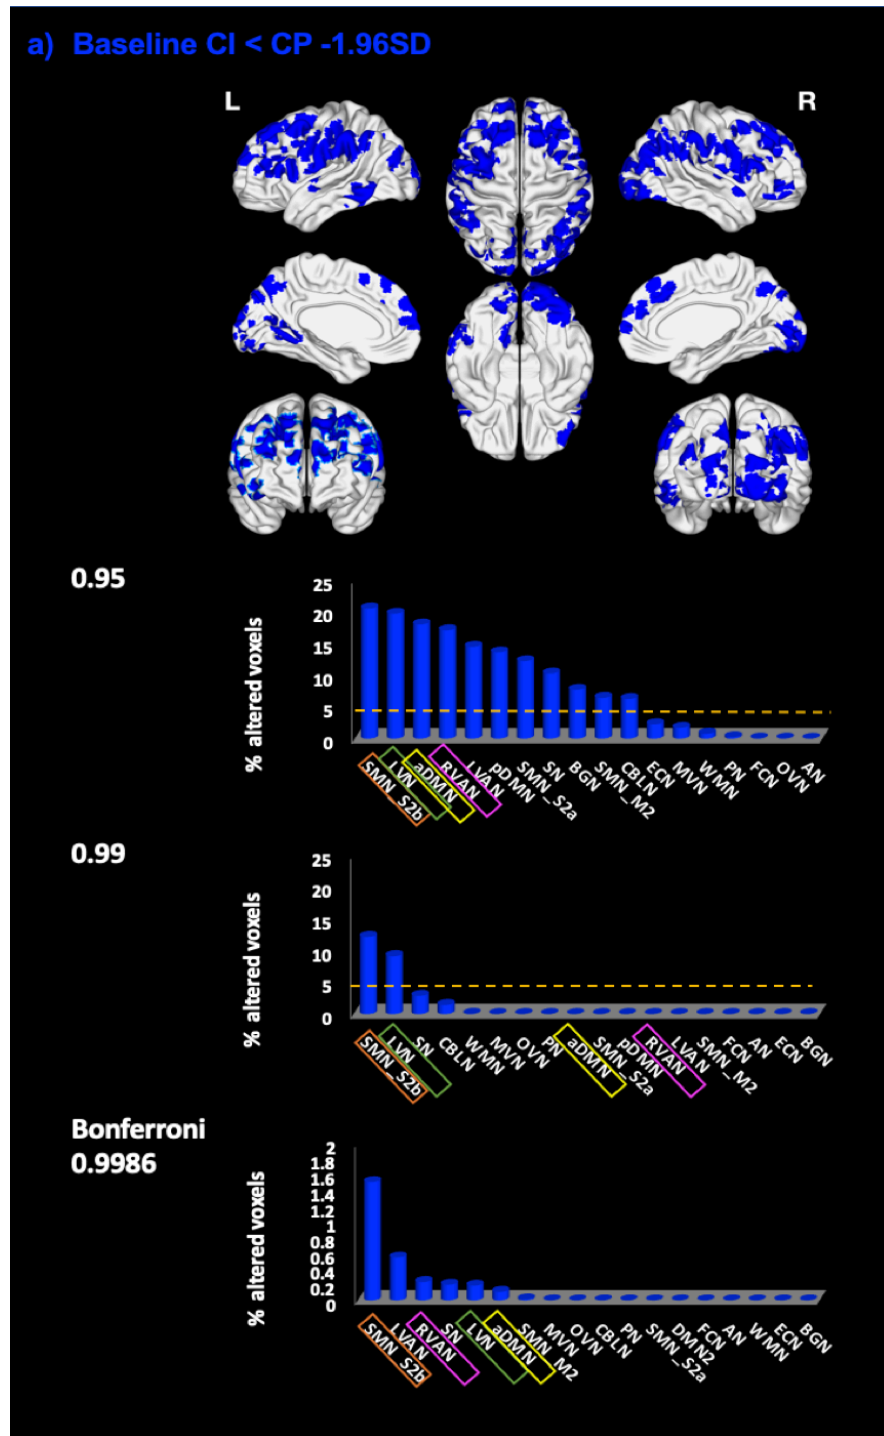 a) Baseline CI < CP -1.96SD
L
R
0.95
% altered voxels
25
20
15
10
5
0
SMN_S2b
LVN
aDMN
RVAN
LVAN
pDMN
SMN_S2a
SN
BGN
SMN_M2
CBLN
ECN
MVN
WMN
PN
FCN
OVN
AN
0.99
% altered voxels
25
20
15
10
5
0
SMN_S2b
LVN
SN
CBLN
WMN
MVN
OVN
PN
aDMN
SMN_S2a
pDMN
RVAN
LVAN
SMN_M2
FCN
AN
ECN
BGN
Bonferroni
0.9986
% altered voxels
2
1.8
1.6
1.4
1.2
1
0.8
0.6
0.4
0.2
0
SMN_S2b
LVAN
RVAN
SN
LVN
aDMN
SMN_M2
MVN
OVN
CBLN
PN
SMN_S2a
DMN2
FCN
AN
WMN
ECN
BGN